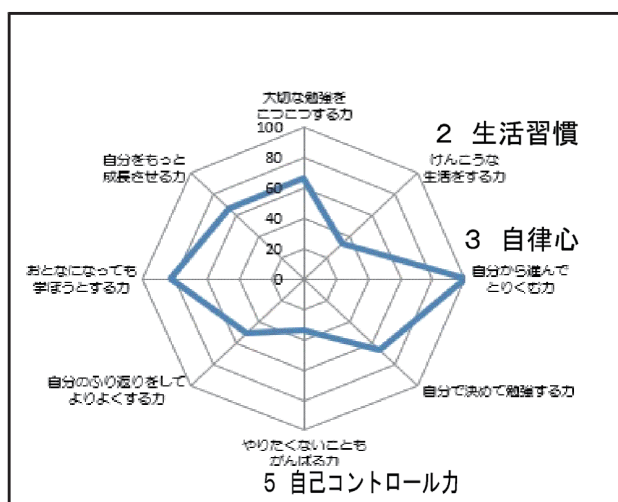 大切な勉強を
こつこつする力
100
80
60
40
20
0
2 生活習慣
けんこうな
生活をする力
3 自律心
自分から進んで
とりくむ力
自分で決めて勉強する力
やりたくないことも
がんばる力
5 自己コントロール力
自分のふり返りをして
よりよくする力
おとなになっても
学ぼうとする力
自分をもっと
成長させる力